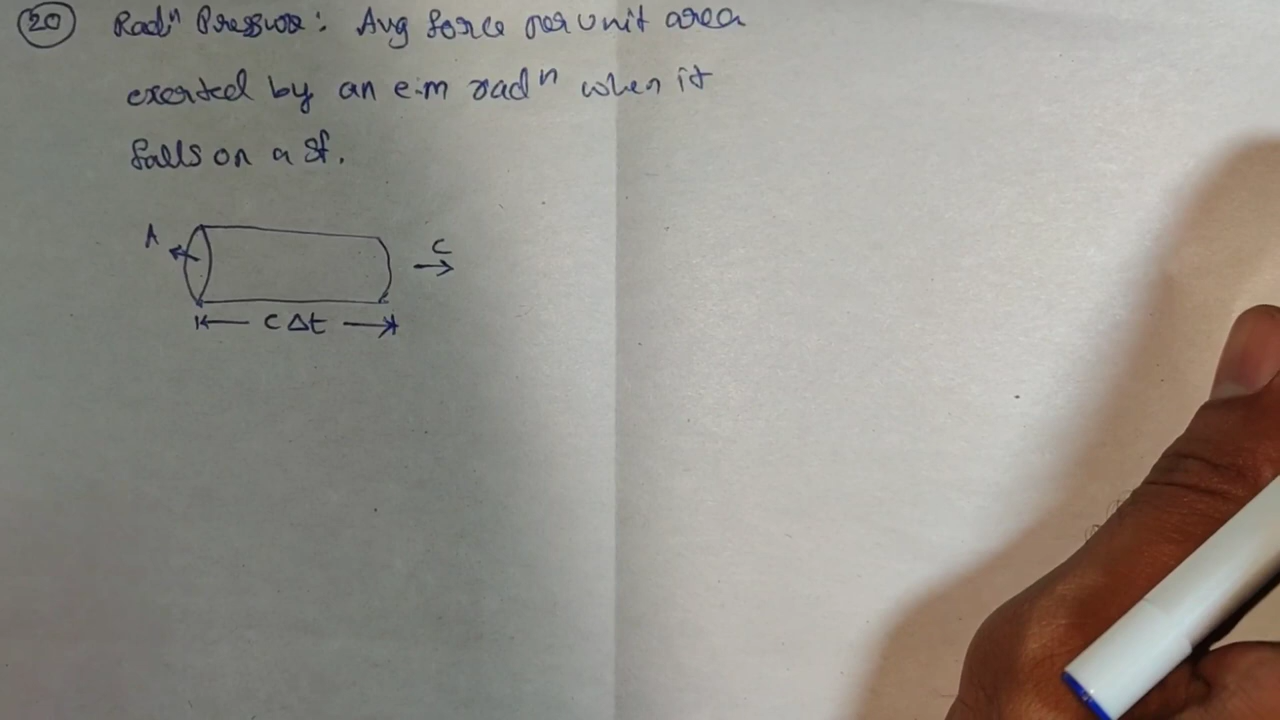 20 Radⁿ Pressure: Avg force per unit area
exerted by an e.m radⁿ when it
falls on a sf.
A
C
C Δt